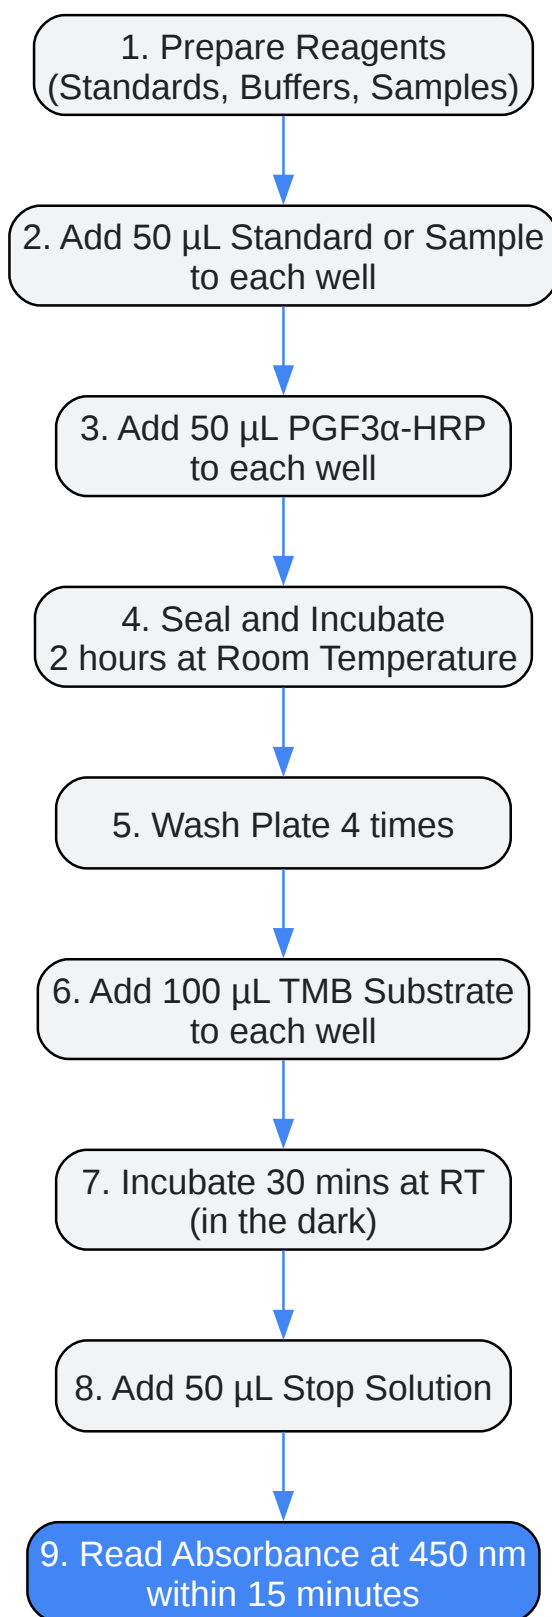 1. Prepare Reagents
(Standards, Buffers, Samples)
2. Add 50 µL Standard or Sample
to each well
3. Add 50 µL PGF3α-HRP
to each well
4. Seal and Incubate
2 hours at Room Temperature
5. Wash Plate 4 times
6. Add 100 µL TMB Substrate
to each well
7. Incubate 30 mins at RT
(in the dark)
8. Add 50 µL Stop Solution
9. Read Absorbance at 450 nm
within 15 minutes